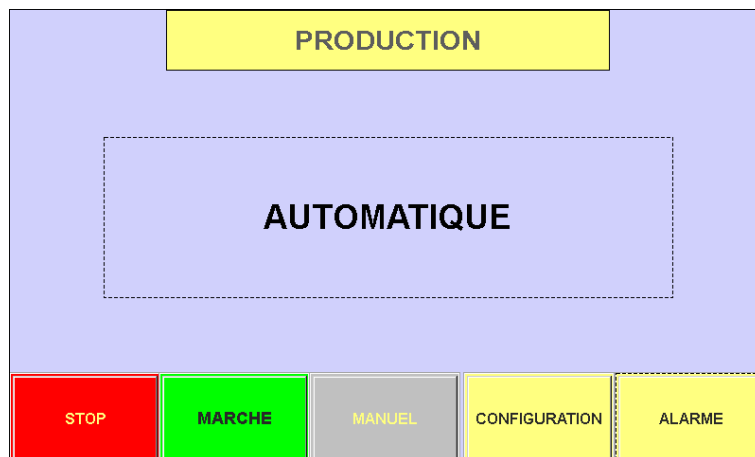 PRODUCTION
AUTOMATIQUE
STOP
MARCHE
MANUEL
CONFIGURATION
ALARME